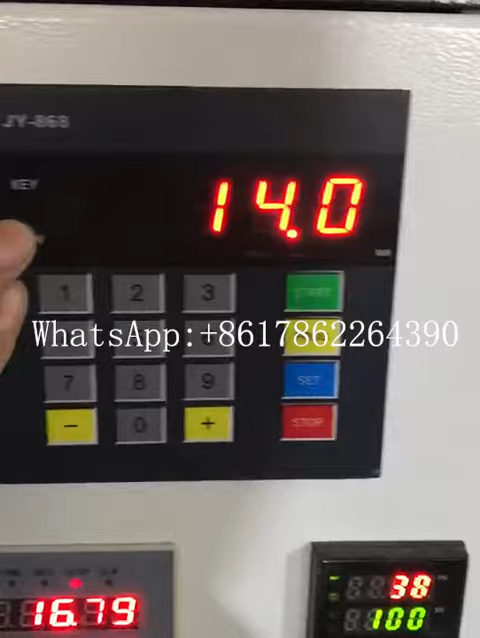 JY-868
KEY
14.0
1 2 3 START
WhatsApp:+8617862264390
7 8 9 SET
- 0 + STOP
16.79
38
100